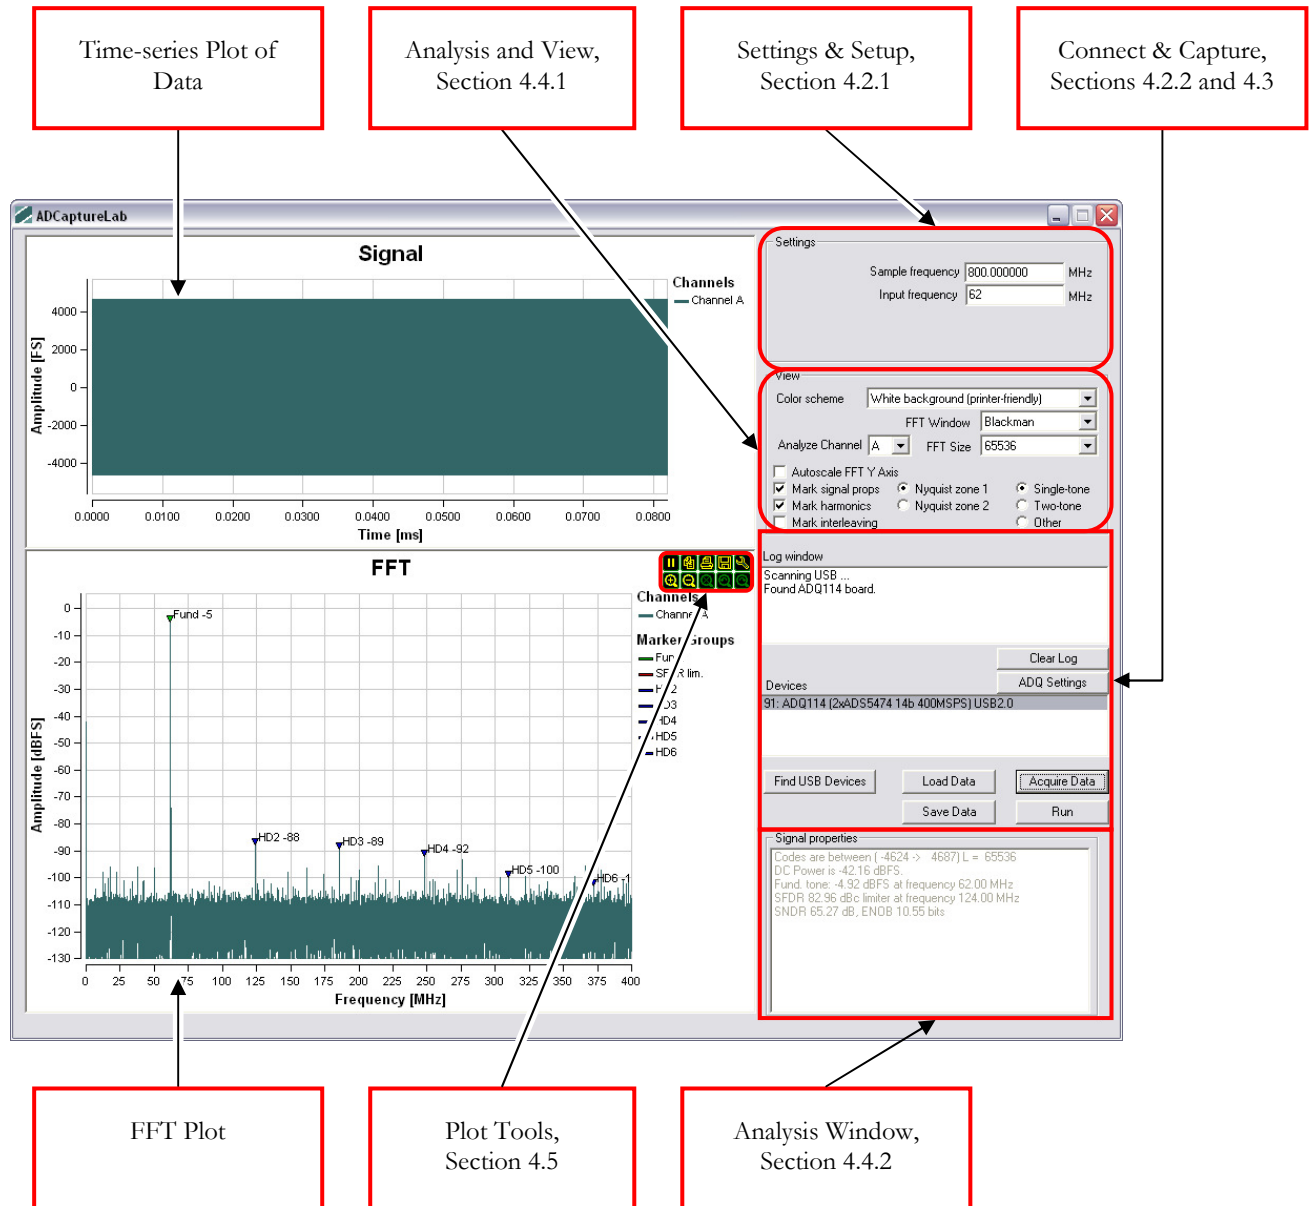 Time-series Plot of
Data
Analysis and View,
Section 4.4.1
Settings & Setup,
Section 4.2.1
Connect & Capture,
Sections 4.2.2 and 4.3
ADCaptureLab
Signal
Channels
Channel A
Amplitude [FS]
4000
2000
0
-2000
-4000
0.0000 0.0100 0.0200 0.0300 0.0400 0.0500 0.0600 0.0700 0.0800
Time [ms]
Settings
Sample frequency 800.000000 MHz
Input frequency 62 MHz
View
Color scheme White background (printer-friendly)
FFT Window Blackman
Analyze Channel A FFT Size 65536
Autoscale FFT Y Axis
Mark signal props Nyquist zone 1 Single-tone
Mark harmonics Nyquist zone 2 Two-tone
Mark interleaving Other
FFT
Channels
Channel A
Marker Groups
SFDR lim.
HD2
HD3
HD4
HD5
HD6
Amplitude [dBFS]
0
-10
-20
-30
-40
-50
-60
-70
-80
-90
-100
-110
-120
-130
Fund -5
HD2 -88
HD3 -89
HD4 -92
HD5 -100
HD6 -1
0 25 50 75 100 125 150 175 200 225 250 275 300 325 350 375 400
Frequency [MHz]
Log window
Scanning USB ...
Found ADQ114 board.
Clear Log
Devices
ADQ Settings
91: ADQ114 (2xADS5474 14b 400MSPS) USB2.0
Find USB Devices Load Data Acquire Data
Save Data Run
Signal properties
Codes are between ( -4624 -> 4687) L = 65536
DC Power is -42.16 dBFS.
Fund. tone: -4.92 dBFS at frequency 62.00 MHz
SFDR 82.96 dBc limiter at frequency 124.00 MHz
SNDR 65.27 dB, ENOB 10.55 bits
FFT Plot
Plot Tools,
Section 4.5
Analysis Window,
Section 4.4.2